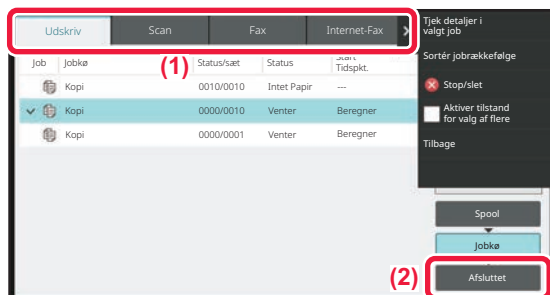 Udskriv Scan Fax Internet-Fax
(1)
Job Jobkø Status/sæt Status Start Tidspkt.
Kopi 0010/0010 Intet Papir ---
Kopi 0000/0010 Venter Beregner
Kopi 0000/0001 Venter Beregner
Tjek detaljer i
valgt job
Sortér jobrækkefølge
Stop/slet
Aktiver tilstand
for valg af flere
Tilbage
Spool
Jobkø
(2)
Afsluttet